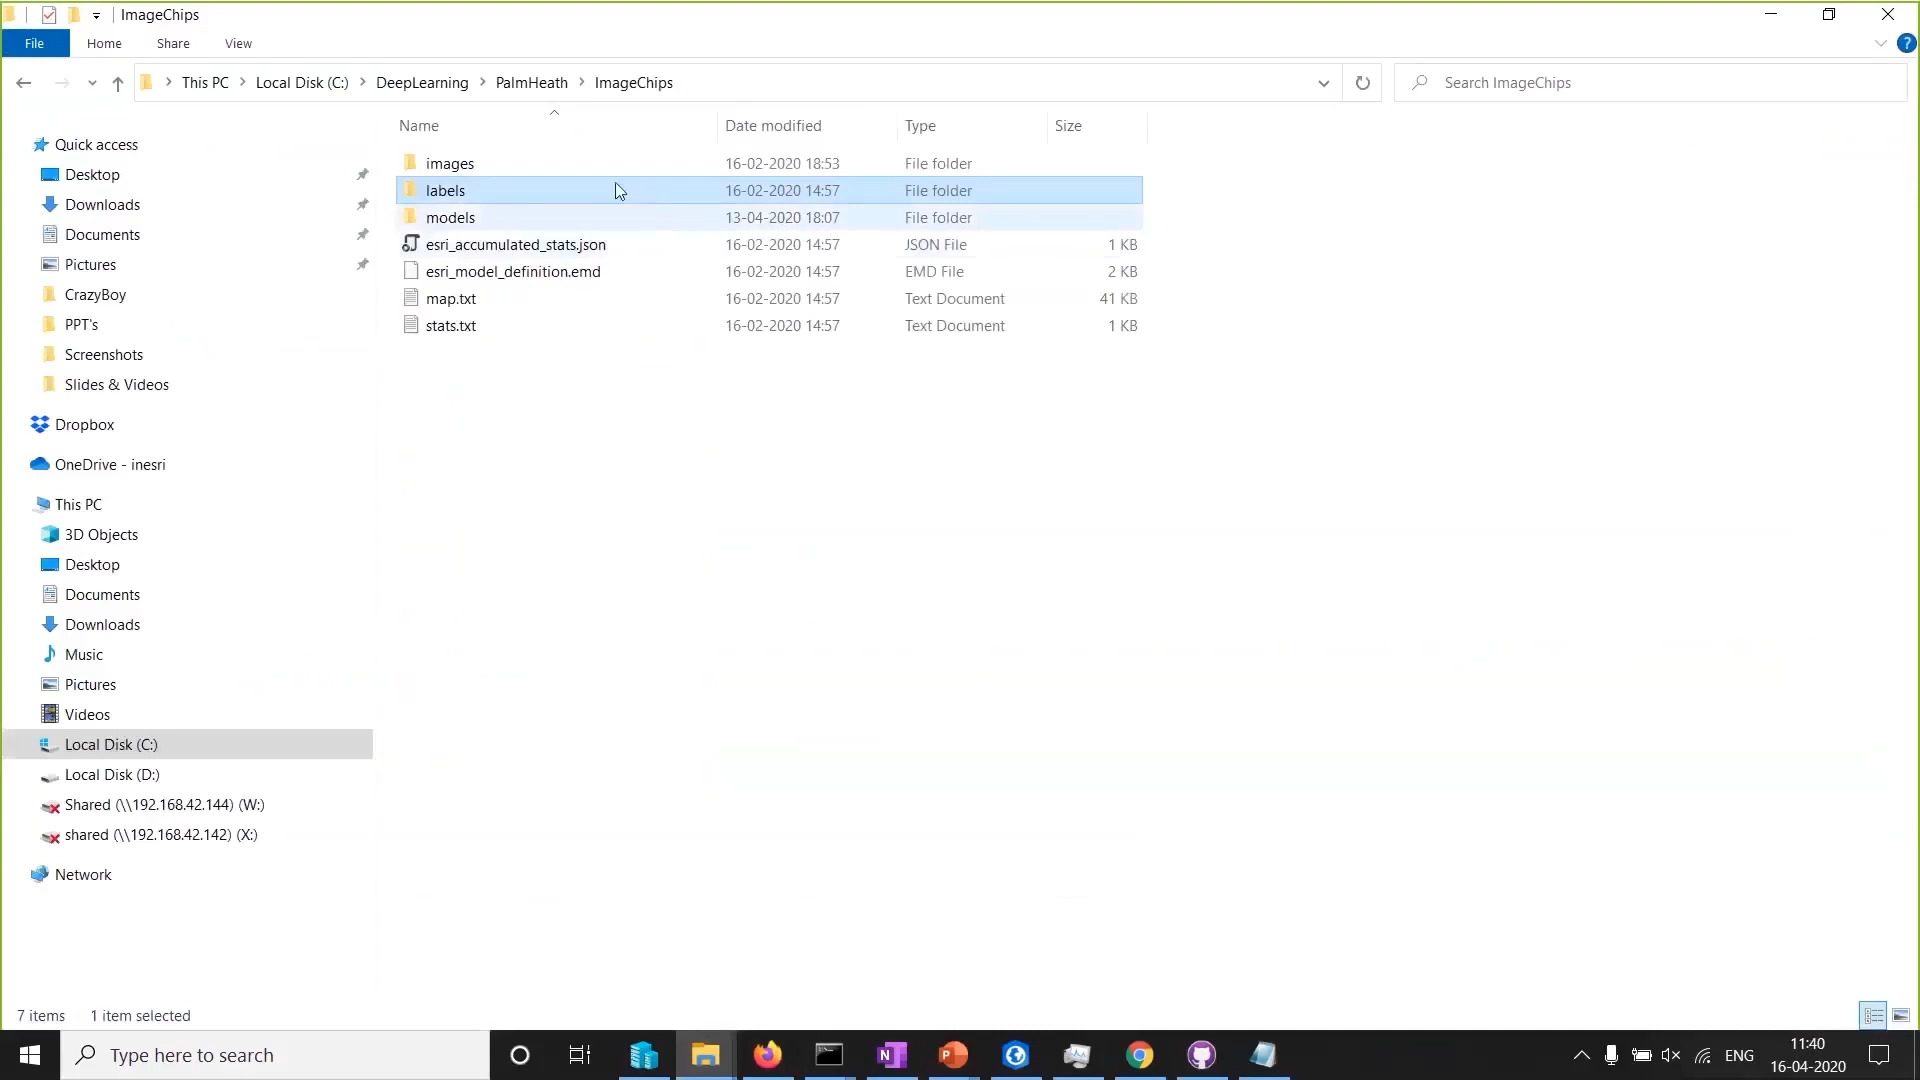 ImageChips
File Home Share View
This PC Local Disk (C:) DeepLearning PalmHeath ImageChips Search ImageChips
Name Date modified Type Size
images 16-02-2020 18:53 File folder
labels 16-02-2020 14:57 File folder
models 13-04-2020 18:07 File folder
esri_accumulated_stats.json 16-02-2020 14:57 JSON File 1 KB
esri_model_definition.emd 16-02-2020 14:57 EMD File 2 KB
map.txt 16-02-2020 14:57 Text Document 41 KB
stats.txt 16-02-2020 14:57 Text Document 1 KB
Quick access
Desktop
Downloads
Documents
Pictures
CrazyBoy
PPT's
Screenshots
Slides & Videos
Dropbox
OneDrive - inesri
This PC
3D Objects
Desktop
Documents
Downloads
Music
Pictures
Videos
Local Disk (C:)
Local Disk (D:)
Shared (\\192.168.42.144) (W:)
shared (\\192.168.42.142) (X:)
Network
7 items 1 item selected
Type here to search
ENG
11:40
16-04-2020